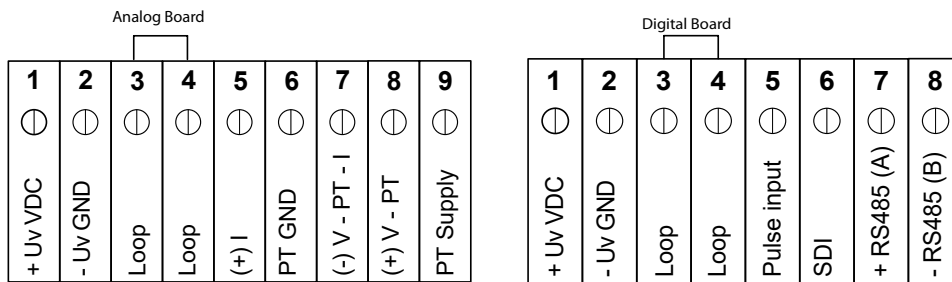 Analog Board
1 2 3 4 5 6 7 8 9
+ Uv VDC
- Uv GND
Loop
Loop
(+) I
PT GND
(-) V - PT - I
(+) V - PT
PT Supply
Digital Board
1 2 3 4 5 6 7 8
+ Uv VDC
- Uv GND
Loop
Loop
Pulse input
SDI
+ RS485 (A)
- RS485 (B)